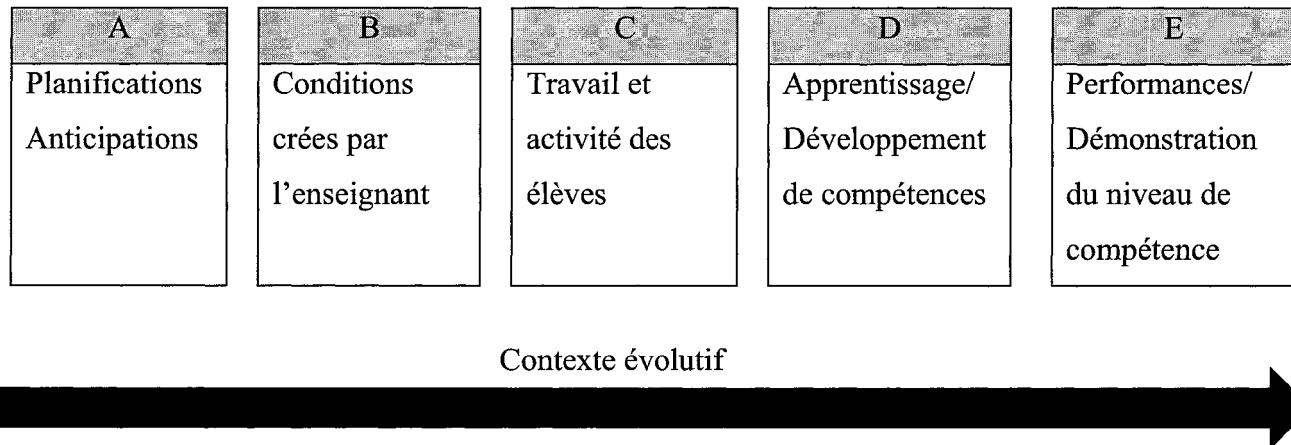 A
Planifications
Anticipations
B
Conditions
crées par
l'enseignant
C
Travail et
activité des
élèves
D
Apprentissage/
Développement
de compétences
E
Performances/
Démonstration
du niveau de
compétence
Contexte évolutif